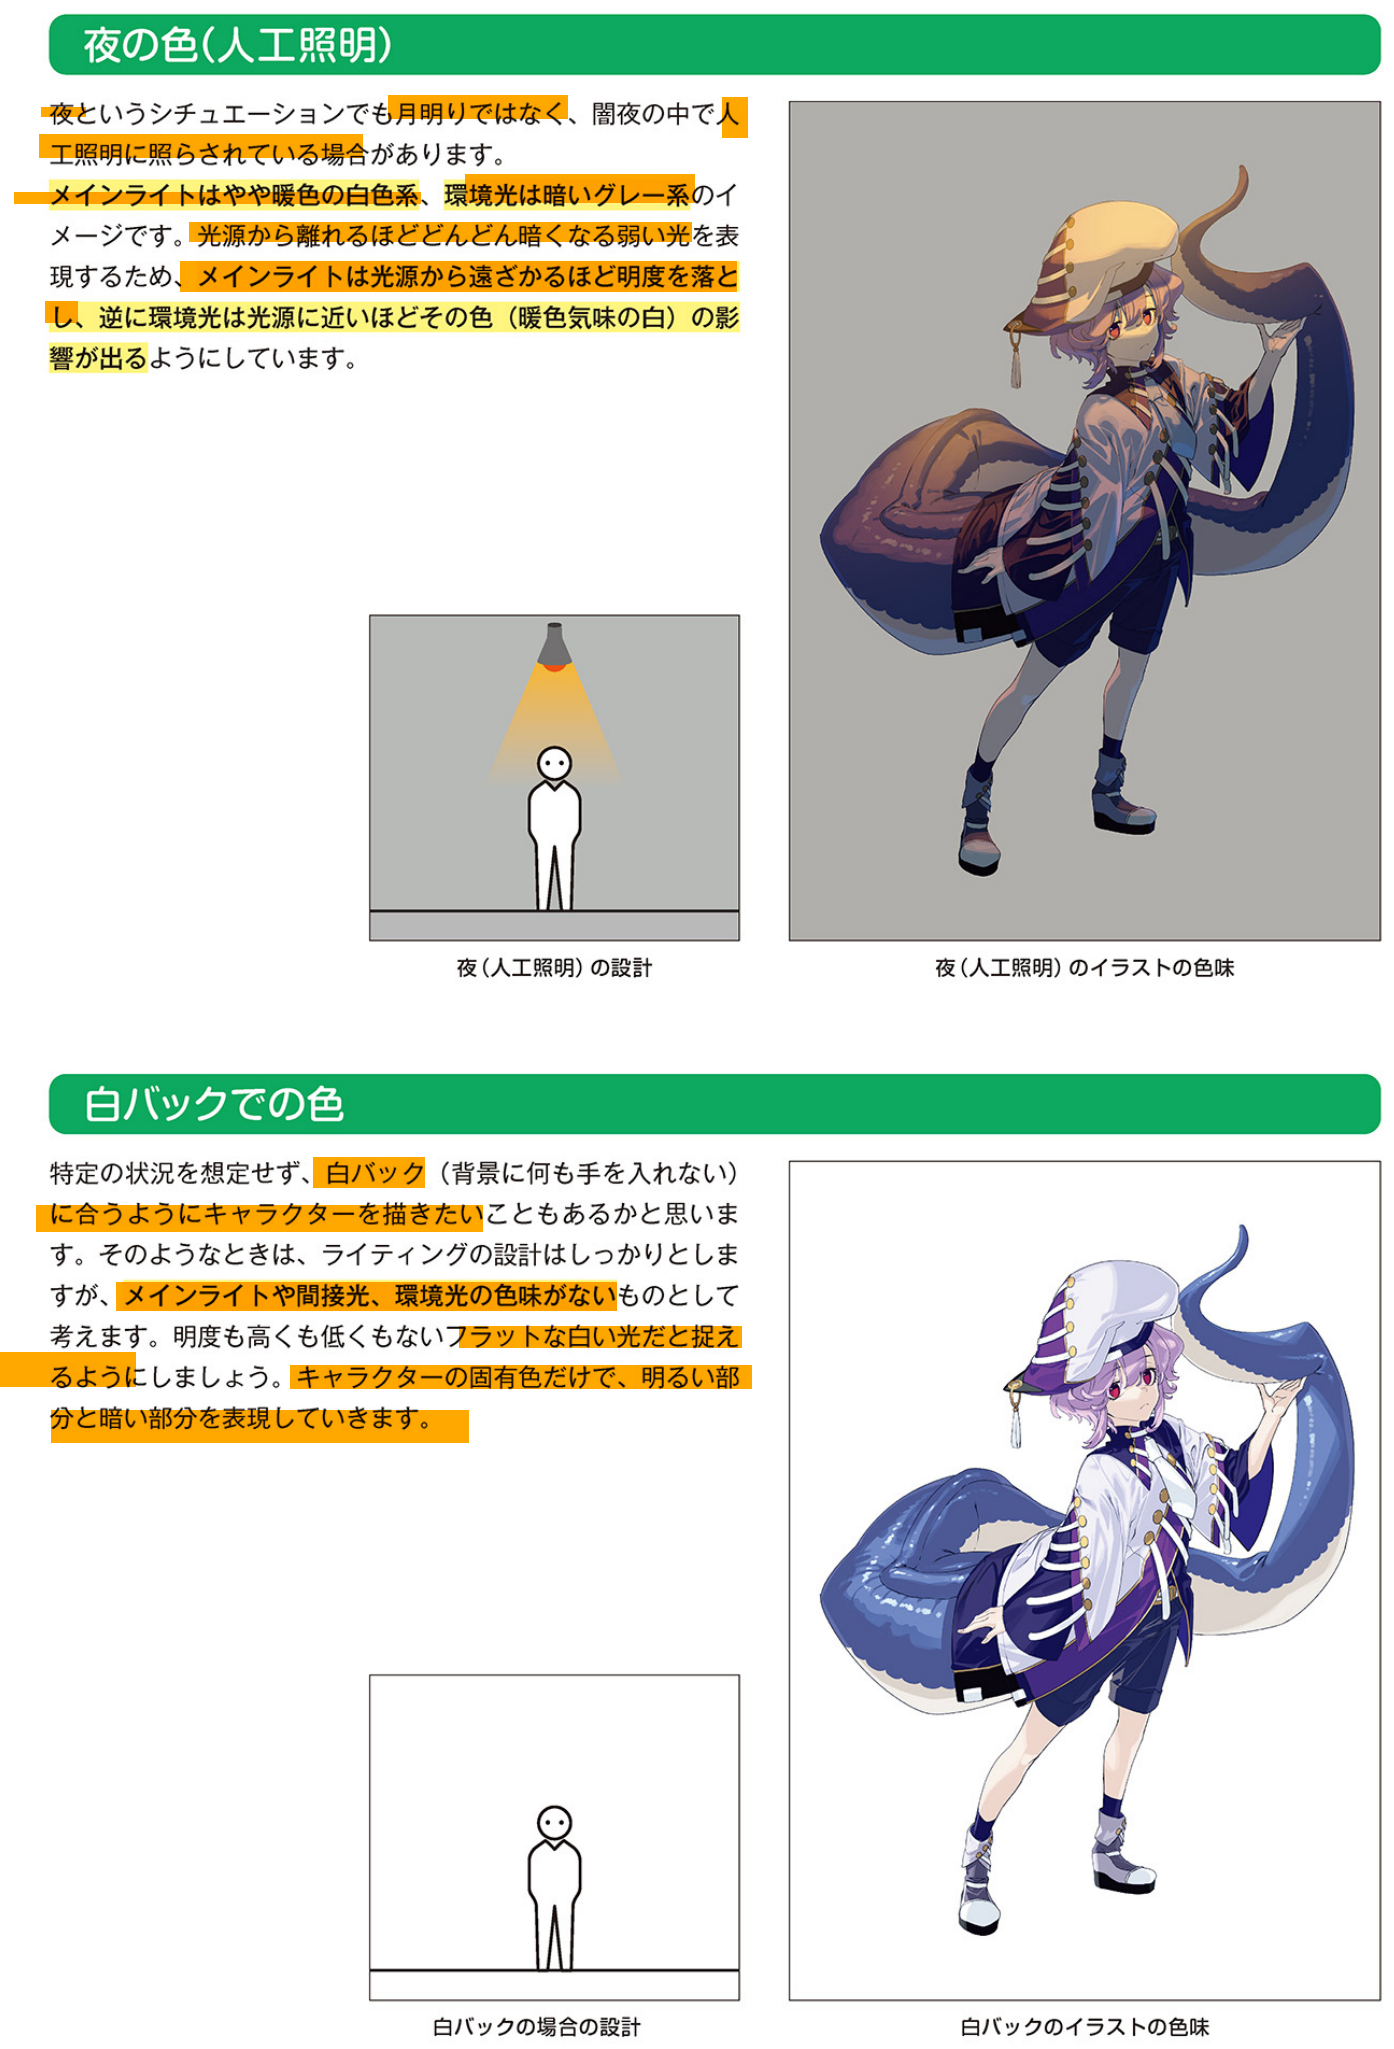 夜の色(人工照明)
夜というシチュエーションでも月明りではなく、闇夜の中で人
工照明に照らされている場合があります。
メインライトはやや暖色の白色系、環境光は暗いグレー系のイ
メージです。光源から離れるほどどんどん暗くなる弱い光を表
現するため、メインライトは光源から遠ざかるほど明度を落と
し、逆に環境光は光源に近いほどその色（暖色気味の白）の影
響が出るようにしています。
夜（人工照明）の設計
夜（人工照明）のイラストの色味
白バックでの色
特定の状況を想定せず、白バック（背景に何も手を入れない）
に合うようにキャラクターを描きたいこともあるかと思いま
す。そのようなときは、ライティングの設計はしっかりとしま
すが、メインライトや間接光、環境光の色味がないものとして
考えます。明度も高くも低くもないフラットな白い光だと捉え
るようにしましょう。キャラクターの固有色だけで、明るい部
分と暗い部分を表現していきます。
白バックの場合の設計
白バックのイラストの色味